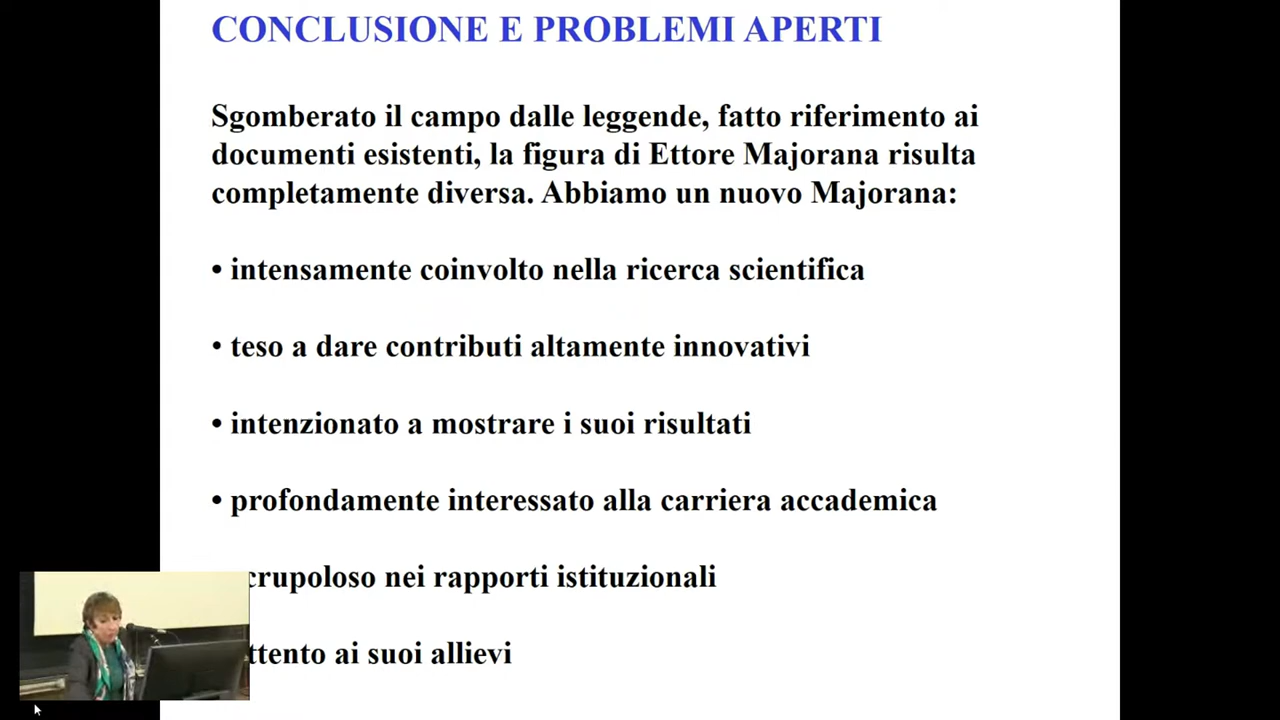 CONCLUSIONE E PROBLEMI APERTI
Sgomberato il campo dalle leggende, fatto riferimento ai
documenti esistenti, la figura di Ettore Majorana risulta
completamente diversa. Abbiamo un nuovo Majorana:
• intensamente coinvolto nella ricerca scientifica
• teso a dare contributi altamente innovativi
• intenzionato a mostrare i suoi risultati
• profondamente interessato alla carriera accademica
crupoloso nei rapporti istituzionali
ttento ai suoi allievi